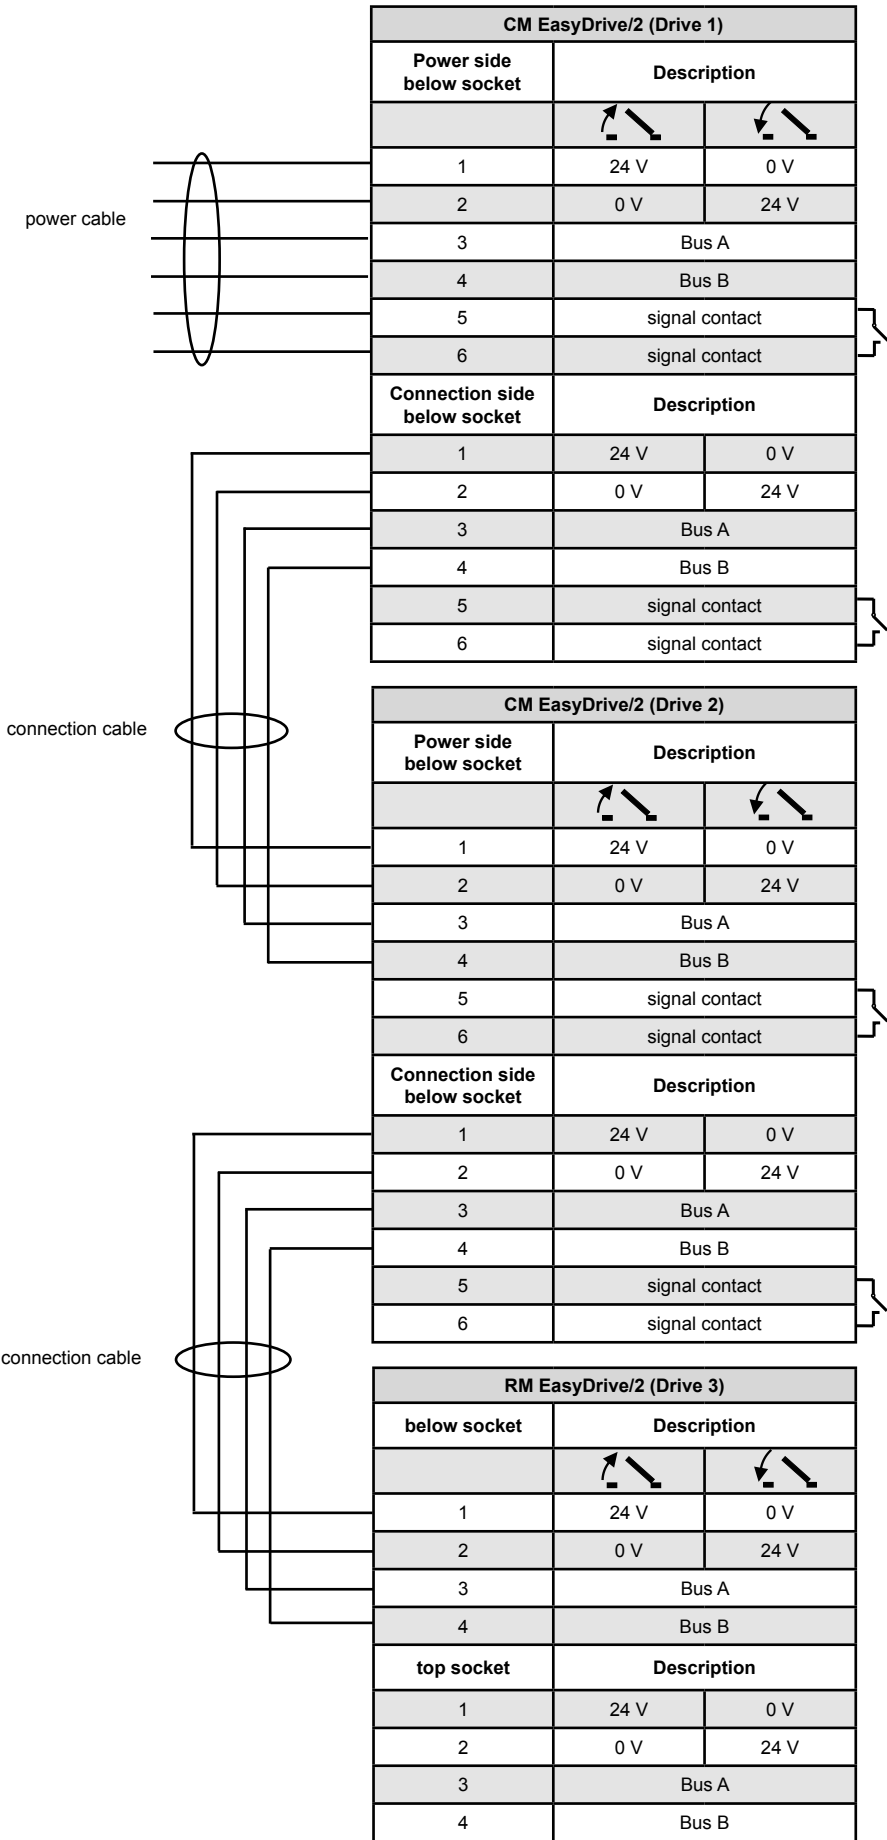 CM EasyDrive/2 (Drive 1)
Power side
below socket
Description
1 24 V 0 V
power cable
2 0 V 24 V
3 Bus A
4 Bus B
5 signal contact
6 signal contact
Connection side
below socket
Description
1 24 V 0 V
2 0 V 24 V
3 Bus A
4 Bus B
5 signal contact
6 signal contact
connection cable
CM EasyDrive/2 (Drive 2)
Power side
below socket
Description
1 24 V 0 V
2 0 V 24 V
3 Bus A
4 Bus B
5 signal contact
6 signal contact
Connection side
below socket
Description
1 24 V 0 V
2 0 V 24 V
3 Bus A
4 Bus B
5 signal contact
6 signal contact
connection cable
RM EasyDrive/2 (Drive 3)
below socket Description
1 24 V 0 V
2 0 V 24 V
3 Bus A
4 Bus B
top socket Description
1 24 V 0 V
2 0 V 24 V
3 Bus A
4 Bus B